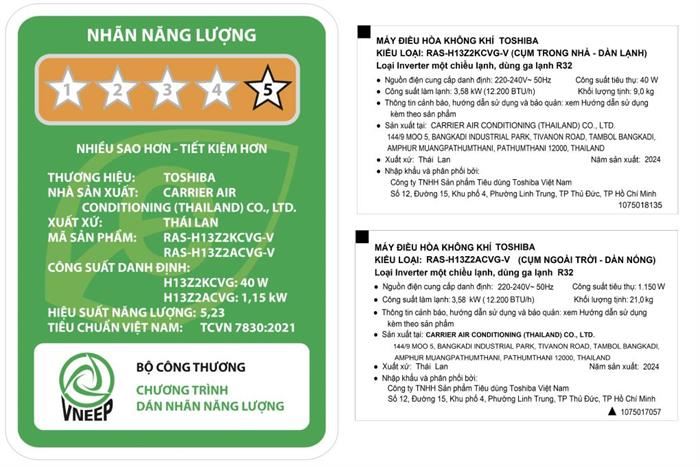 NHÃN NĂNG LƯỢNG
1 2 3 4 5
NHIỀU SAO HƠN - TIẾT KIỆM HƠN
THƯƠNG HIỆU: TOSHIBA
NHÀ SẢN XUẤT: CARRIER AIR
CONDITIONING (THAILAND) CO., LTD.
XUẤT XỨ: THÁI LAN
MÃ SẢN PHẨM: RAS-H13Z2KCVG-V
RAS-H13Z2ACVG-V
CÔNG SUẤT DANH ĐỊNH:
H13Z2KCVG: 40 W
H13Z2ACVG: 1,15 kW
HIỆU SUẤT NĂNG LƯỢNG: 5,23
TIÊU CHUẨN VIỆT NAM: TCVN 7830:2021
VNEEP
BỘ CÔNG THƯƠNG
CHƯƠNG TRÌNH
DÁN NHÃN NĂNG LƯỢNG
MÁY ĐIỀU HÒA KHÔNG KHÍ TOSHIBA
KIỂU LOẠI: RAS-H13Z2KCVG-V (CỤM TRONG NHÀ - DÀN LẠNH)
Loại Inverter một chiều lạnh, dùng ga lạnh R32
• Nguồn điện cung cấp danh định: 220-240V~ 50Hz Công suất tiêu thụ: 40 W
• Công suất làm lạnh: 3,58 kW (12.200 BTU/h) Khối lượng tịnh: 9,0 kg
• Thông tin cảnh báo, hướng dẫn sử dụng và bảo quản: xem Hướng dẫn sử dụng
kèm theo sản phẩm
• Sản xuất tại: CARRIER AIR CONDITIONING (THAILAND) CO., LTD.
144/9 MOO 5, BANGKADI INDUSTRIAL PARK, TIVANON ROAD, TAMBOL BANGKADI,
AMPHUR MUANGPATHUMTHANI, PATHUMTHANI 12000, THAILAND
• Xuất xứ: Thái Lan Năm sản xuất: 2024
• Nhập khẩu và phân phối bởi:
Công ty TNHH Sản phẩm Tiêu dùng Toshiba Việt Nam
Số 12, Đường 15, Khu phố 4, Phường Linh Trung, TP Thủ Đức, TP Hồ Chí Minh
1075018135
MÁY ĐIỀU HÒA KHÔNG KHÍ TOSHIBA
KIỂU LOẠI: RAS-H13Z2ACVG-V (CỤM NGOÀI TRỜI - DÀN NÓNG)
Loại Inverter một chiều lạnh, dùng ga lạnh R32
• Nguồn điện cung cấp danh định: 220-240V~ 50Hz Công suất tiêu thụ: 1.150 W
• Công suất làm lạnh: 3,58 kW (12.200 BTU/h) Khối lượng tịnh: 21,0 kg
• Thông tin cảnh báo, hướng dẫn sử dụng và bảo quản: xem Hướng dẫn sử dụng
kèm theo sản phẩm
• Sản xuất tại: CARRIER AIR CONDITIONING (THAILAND) CO., LTD.
144/9 MOO 5, BANGKADI INDUSTRIAL PARK, TIVANON ROAD, TAMBOL BANGKADI,
AMPHUR MUANGPATHUMTHANI, PATHUMTHANI 12000, THAILAND
• Xuất xứ: Thái Lan Năm sản xuất: 2024
• Nhập khẩu và phân phối bởi:
Công ty TNHH Sản phẩm Tiêu dùng Toshiba Việt Nam
Số 12, Đường 15, Khu phố 4, Phường Linh Trung, TP Thủ Đức, TP Hồ Chí Minh
▲ 1075017057